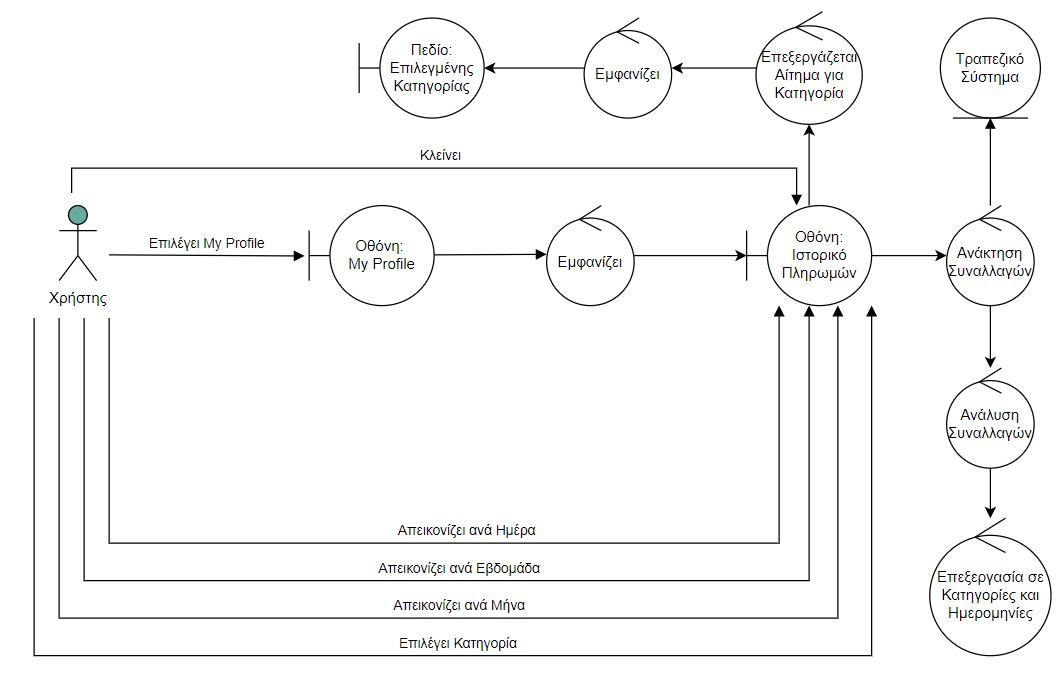 Πεδίο:
Επιλεγμένης
Κατηγορίας
Εμφανίζει
Επεξεργάζεται
Αίτημα για
Κατηγορία
Τραπεζικό
Σύστημα
Κλείνει
Χρήστης
Επιλέγει My Profile
Οθόνη:
My Profile
Εμφανίζει
Οθόνη:
Ιστορικό
Πληρωμών
Ανάκτηση
Συναλλαγών
Ανάλυση
Συναλλαγών
Επεξεργασία σε
Κατηγορίες και
Ημερομηνίες
Απεικονίζει ανά Ημέρα
Απεικονίζει ανά Εβδομάδα
Απεικονίζει ανά Μήνα
Επιλέγει Κατηγορία